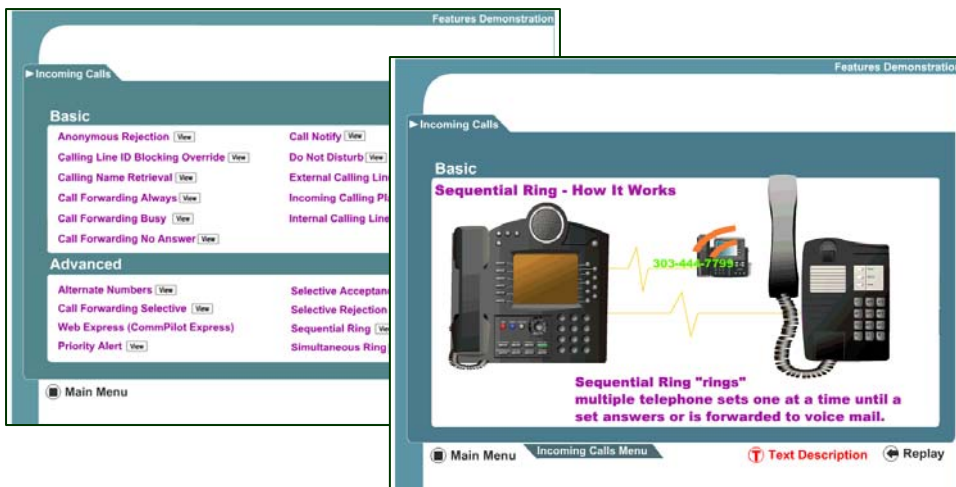 Features Demonstration
Incoming Calls
Basic
Anonymous Rejection View
Call Notify View
Calling Line ID Blocking Override View
Do Not Disturb View
Calling Name Retrieval View
External Calling Lin
Call Forwarding Always View
Incoming Calling Pl
Call Forwarding Busy View
Internal Calling Line
Call Forwarding No Answer View
Advanced
Alternate Numbers View
Selective Acceptan
Call Forwarding Selective View
Selective Rejection
Web Express (CommPilot Express)
Sequential Ring
Priority Alert View
Simultaneous Ring
Main Menu
Features Demonstratio
Incoming Calls
Basic
Sequential Ring - How It Works
303-444-7799
Sequential Ring "rings"
multiple telephone sets one at a time until a
set answers or is forwarded to voice mail.
Main Menu
Incoming Calls Menu
T Text Description
Replay